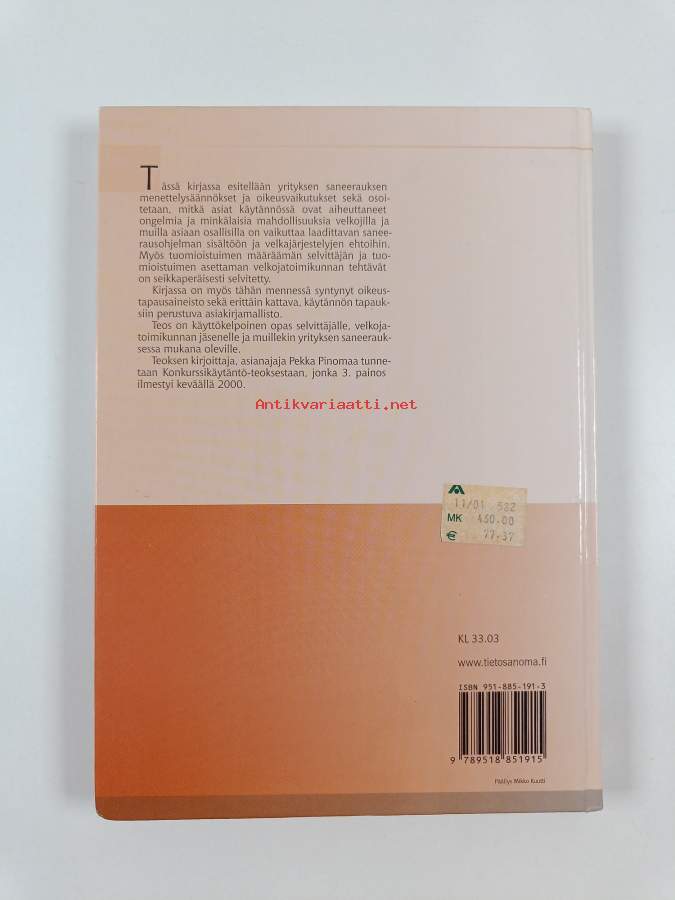 Tässä kirjassa esitellään yrityksen saneerauksen
menettelysäännökset ja oikeusvaikutukset sekä osoi-
tetaan, mitkä asiat käytännössä ovat aiheuttaneet
ongelmia ja minkälaisia mahdollisuuksia velkojilla ja
muilla asiaan osallisilla on vaikuttaa laadittavan sanee-
rausohjelman sisältöön ja velkajärjestelyjen ehtoihin.
Myös tuomioistuimen määräämän selvittäjän ja tuo-
mioistuimen asettaman velkojatoimikunnan tehtävät
on seikkaperäisesti selvitetty.
Kirjassa on myös tähän mennessä syntynyt oikeus-
tapausaineisto sekä erittäin kattava, käytännön tapauk-
siin perustuva asiakirjamallisto.
Teos on käyttökelpoinen opas selvittäjälle, velkoja-
toimikunnan jäsenelle ja muillekin yrityksen saneerauk-
sessa mukana oleville.
Teoksen kirjoittaja, asianajaja Pekka Pinomaa tunne-
taan Konkurssikäytäntö-teoksestaan, jonka 3. painos
ilmestyi keväällä 2000.
Antikvariaatti.net
11/01 522
MK 460.00
€ 77.37
KL 33.03
www.tietosanoma.fi
ISBN 951-885-191-3
9 789518 851915
Päällys Mikko Kuutti